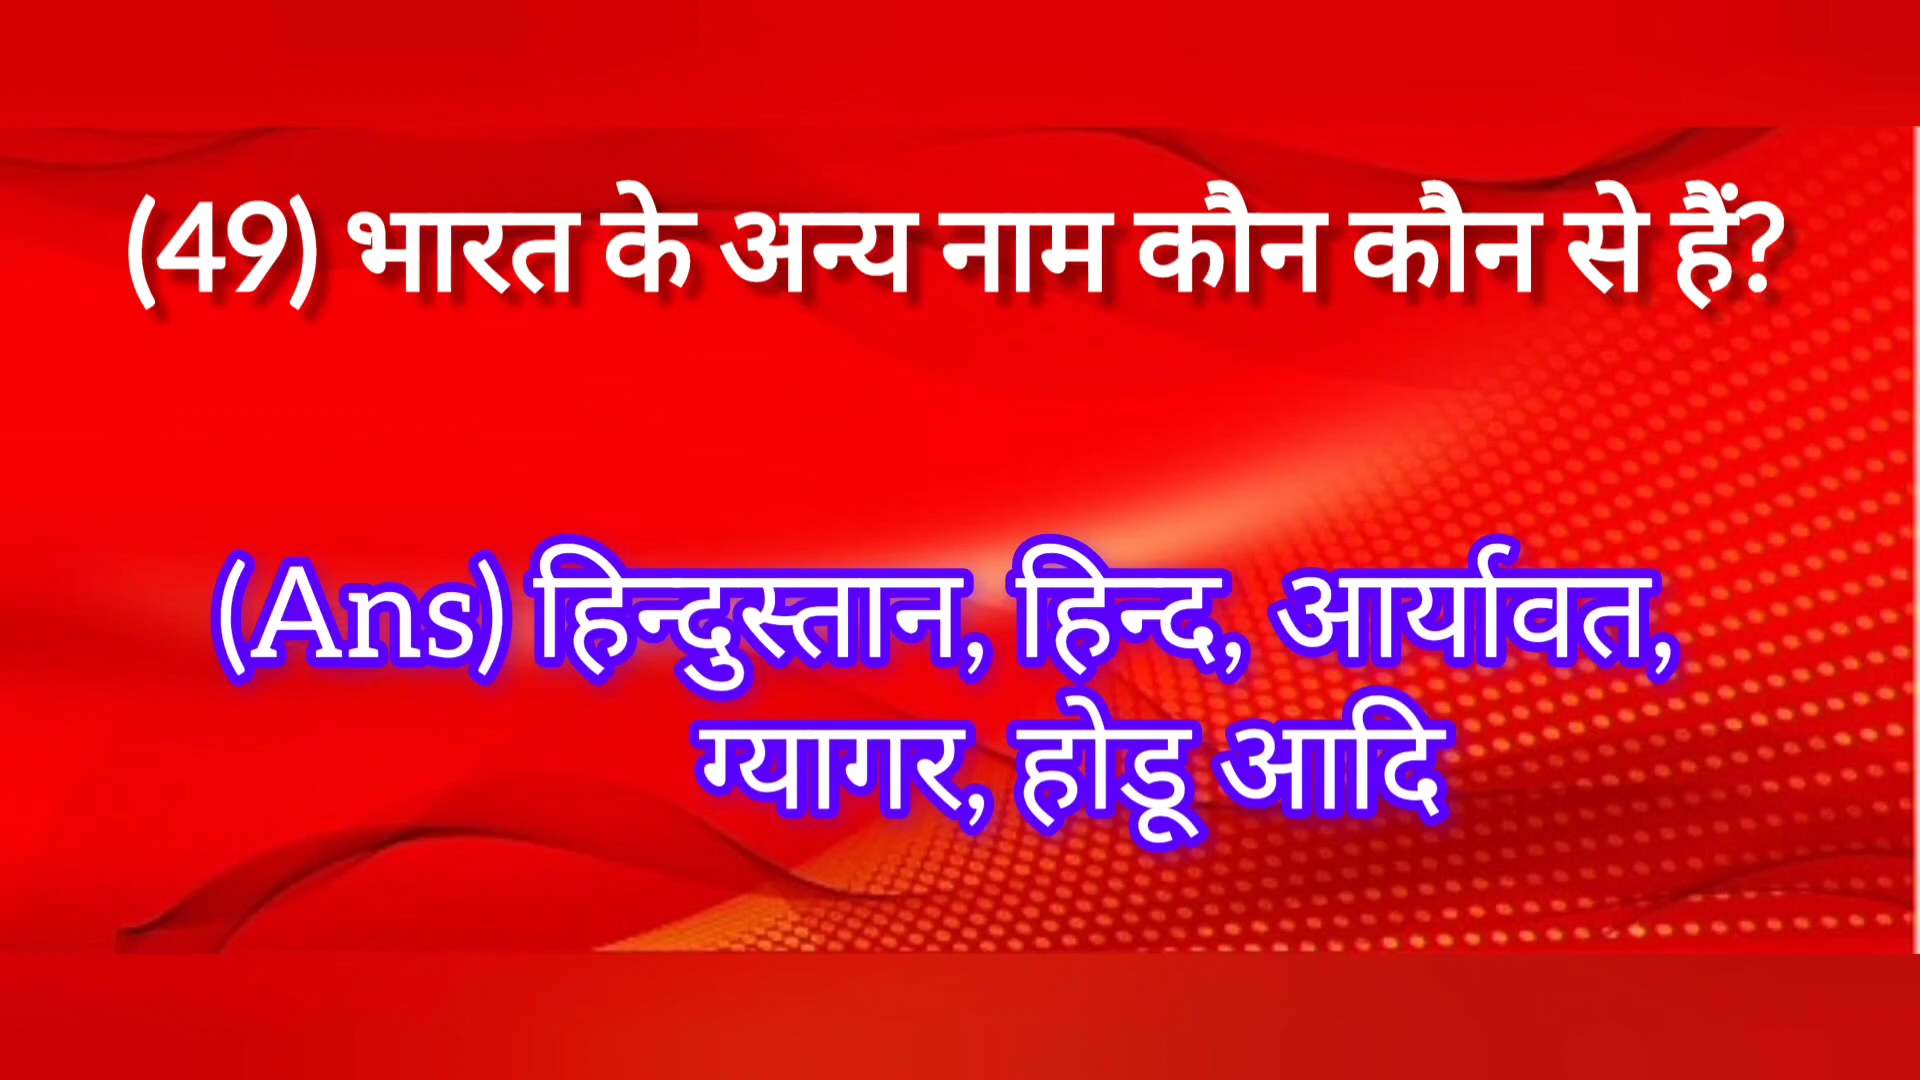 (49) भारत के अन्य नाम कौन कौन से हैं?
(Ans) हिन्दुस्तान, हिन्द, आर्यावत,
ग्यागर, होडू आदि